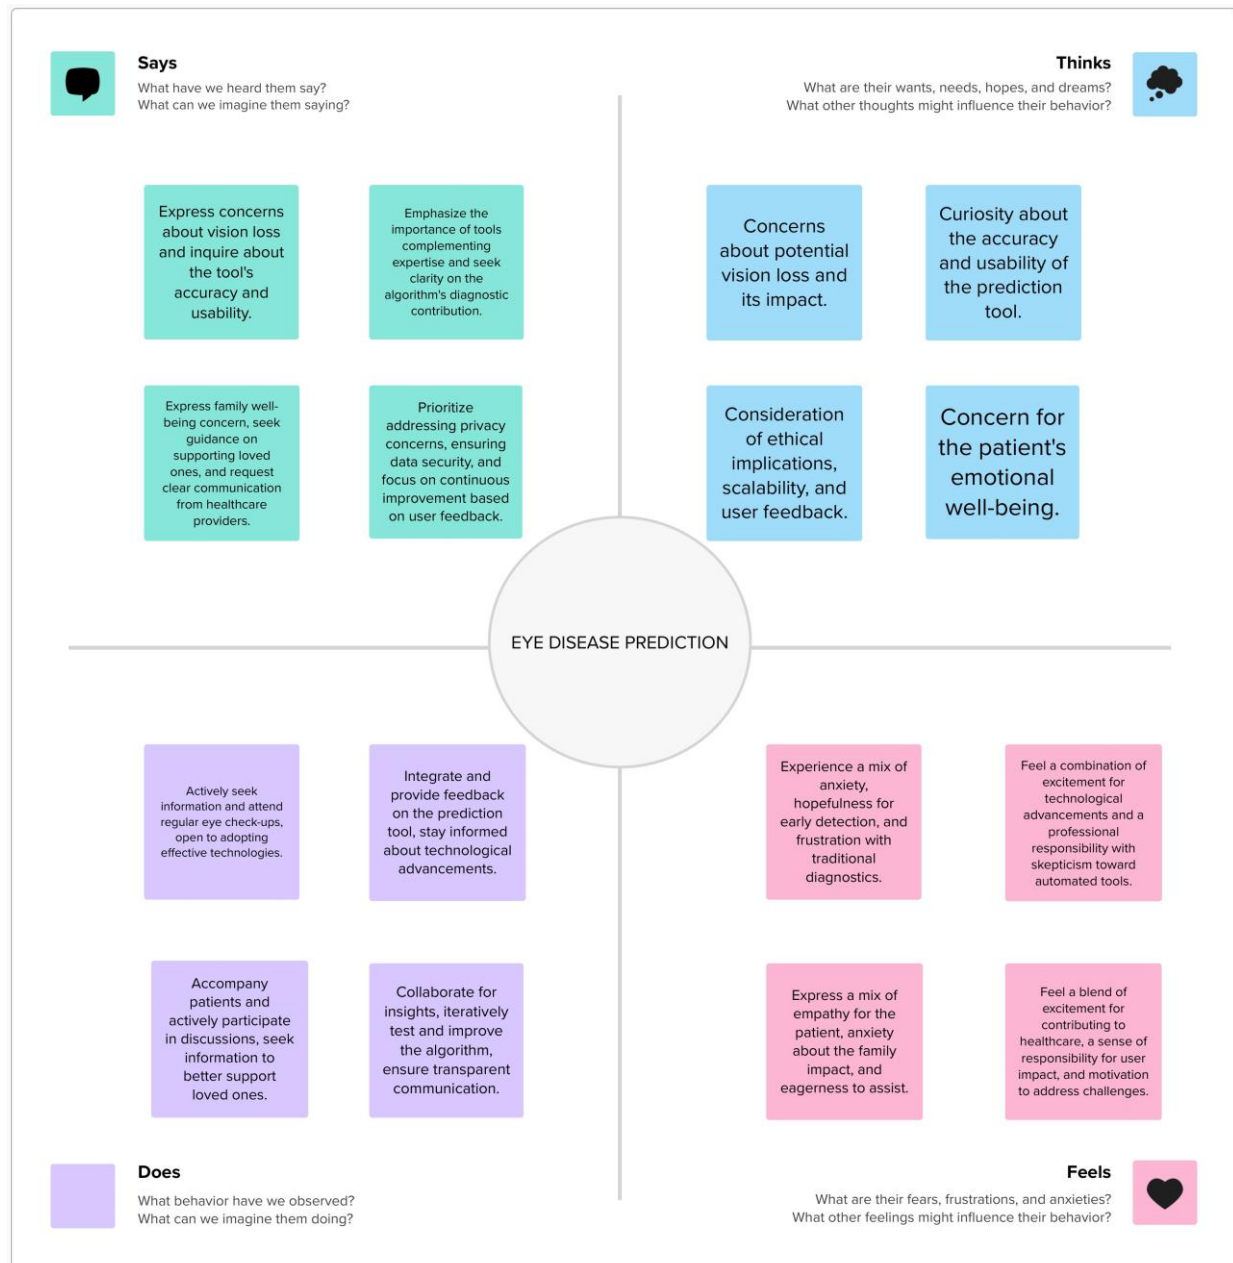 Says
What have we heard them say?
What can we imagine them saying?
Thinks
What are their wants, needs, hopes, and dreams?
What other thoughts might influence their behavior?
Express concerns
about vision loss
and inquire about
the tool's
accuracy and
usability.
Emphasize the
importance of tools
complementing
expertise and seek
clarity on the
algorithm's diagnostic
contribution.
Concerns
about potential
vision loss and
its impact.
Curiosity about
the accuracy
and usability of
the prediction
tool.
Express family well-
being concern, seek
guidance on
supporting loved
ones, and request
clear communication
from healthcare
providers.
Prioritize
addressing privacy
concerns, ensuring
data security, and
focus on continuous
improvement based
on user feedback.
Consideration
of ethical
implications,
scalability, and
user feedback.
Concern for
the patient's
emotional
well-being.
EYE DISEASE PREDICTION
Actively seek
information and attend
regular eye check-ups,
open to adopting
effective technologies.
Integrate and
provide feedback
on the prediction
tool, stay informed
about technological
advancements.
Experience a mix of
anxiety,
hopefulness for
early detection, and
frustration with
traditional
diagnostics.
Feel a combination of
excitement for
technological
advancements and a
professional
responsibility with
skepticism toward
automated tools.
Accompany
patients and
actively participate
in discussions, seek
information to
better support
loved ones.
Collaborate for
insights, iteratively
test and improve
the algorithm,
ensure transparent
communication.
Express a mix of
empathy for the
patient, anxiety
about the family
impact, and
eagerness to assist.
Feel a blend of
excitement for
contributing to
healthcare, a sense of
responsibility for user
impact, and motivation
to address challenges.
Does
What behavior have we observed?
What can we imagine them doing?
Feels
What are their fears, frustrations, and anxieties?
What other feelings might influence their behavior?